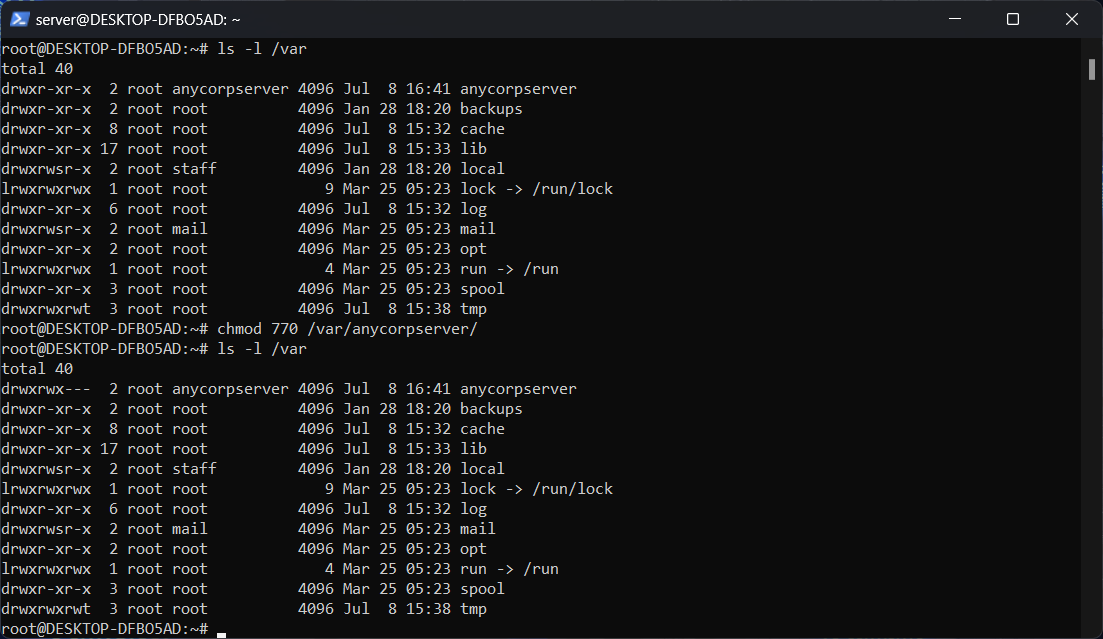 server@DESKTOP-DFBO5AD: ~
root@DESKTOP-DFBO5AD:~# ls -l /var
total 40
drwxr-xr-x  2 root anycorpserver 4096 Jul  8 16:41 anycorpserver
drwxr-xr-x  2 root root          4096 Jan 28 18:20 backups
drwxr-xr-x  8 root root          4096 Jul  8 15:32 cache
drwxr-xr-x 17 root root          4096 Jul  8 15:33 lib
drwxrwsr-x  2 root staff         4096 Jan 28 18:20 local
lrwxrwxrwx  1 root root             9 Mar 25 05:23 lock -> /run/lock
drwxr-xr-x  6 root root          4096 Jul  8 15:32 log
drwxrwsr-x  2 root mail          4096 Mar 25 05:23 mail
drwxr-xr-x  2 root root          4096 Mar 25 05:23 opt
lrwxrwxrwx  1 root root             4 Mar 25 05:23 run -> /run
drwxr-xr-x  3 root root          4096 Mar 25 05:23 spool
drwxrwxrwt  3 root root          4096 Jul  8 15:38 tmp
root@DESKTOP-DFBO5AD:~# chmod 770 /var/anycorpserver/
root@DESKTOP-DFBO5AD:~# ls -l /var
total 40
drwxrwx---  2 root anycorpserver 4096 Jul  8 16:41 anycorpserver
drwxr-xr-x  2 root root          4096 Jan 28 18:20 backups
drwxr-xr-x  8 root root          4096 Jul  8 15:32 cache
drwxr-xr-x 17 root root          4096 Jul  8 15:33 lib
drwxrwsr-x  2 root staff         4096 Jan 28 18:20 local
lrwxrwxrwx  1 root root             9 Mar 25 05:23 lock -> /run/lock
drwxr-xr-x  6 root root          4096 Jul  8 15:32 log
drwxrwsr-x  2 root mail          4096 Mar 25 05:23 mail
drwxr-xr-x  2 root root          4096 Mar 25 05:23 opt
lrwxrwxrwx  1 root root             4 Mar 25 05:23 run -> /run
drwxr-xr-x  3 root root          4096 Mar 25 05:23 spool
drwxrwxrwt  3 root root          4096 Jul  8 15:38 tmp
root@DESKTOP-DFBO5AD:~#